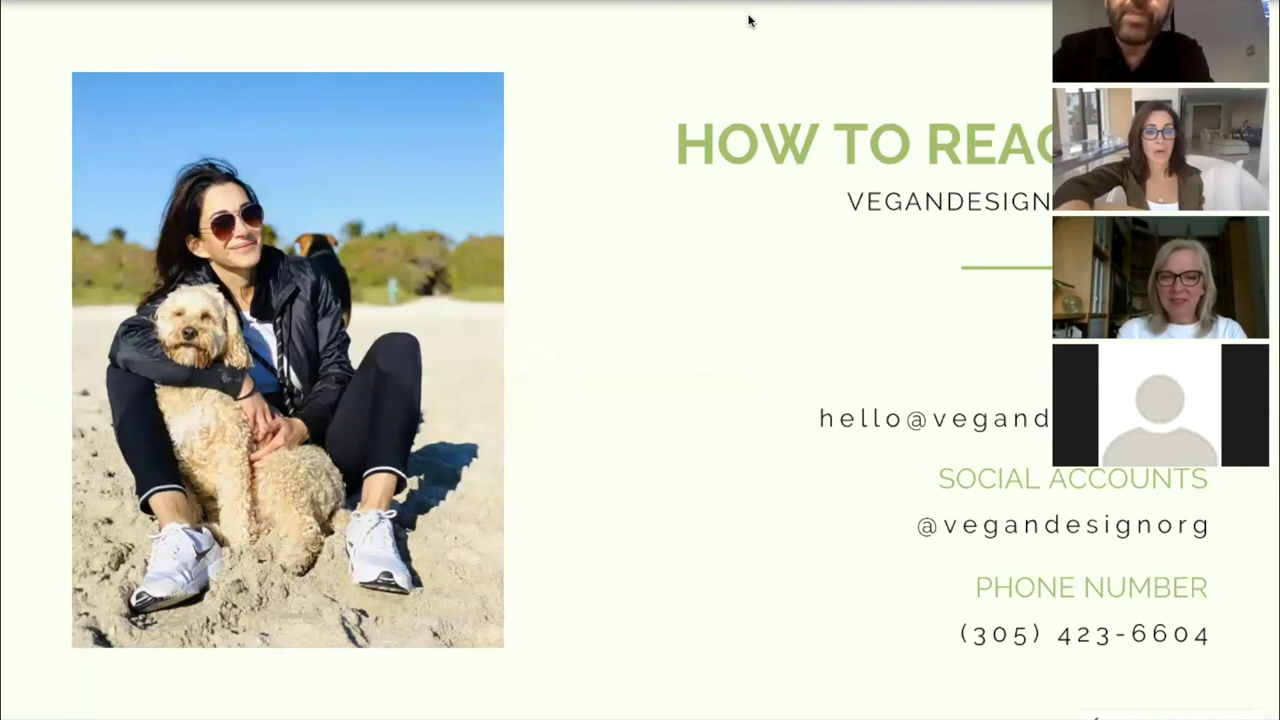 HOW TO REAC
VEGANDESIGN
hello@vegand
SOCIAL ACCOUNTS
@vegandesignorg
PHONE NUMBER
(305) 423-6604